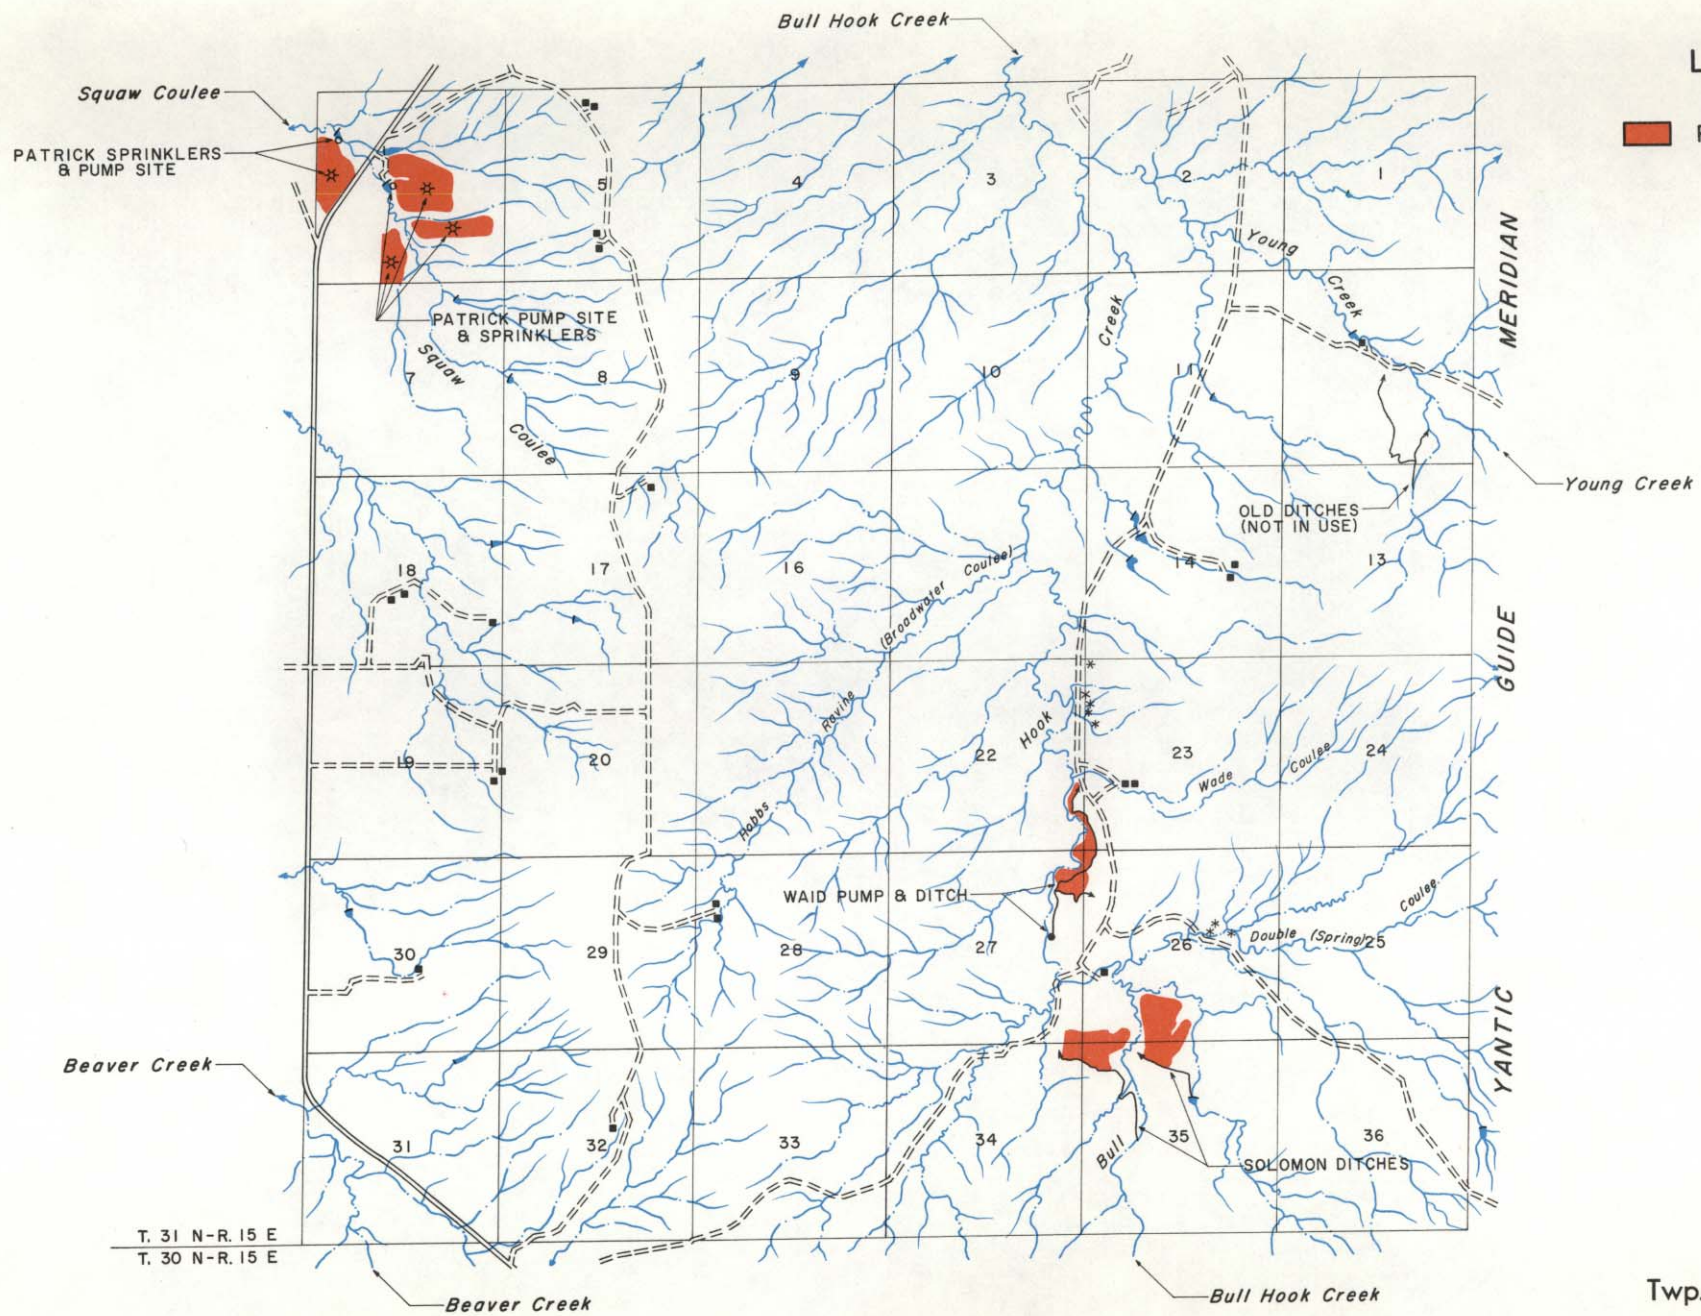 Bull Hook Creek
L
Squaw Coulee
PATRICK SPRINKLERS
& PUMP SITE
5
4
3
2
1
MERIDIAN
Young
Creek
PATRICK PUMP SITE
& SPRINKLERS
Squaw
Coulee
7
8
9
10
11
Creek
Young Creek
OLD DITCHES
(NOT IN USE)
18
17
16
(Broadwater Coulee)
14
13
GUIDE
19
20
Ravine
Habbs
22
Hook
23
Wade Coulee
24
WAID PUMP & DITCH
30
29
28
27
26
Double (Spring)
25
Coulee
YANTIC
Beaver Creek
31
32
33
34
Bull
35
36
SOLOMON DITCHES
T. 31 N-R. 15 E
T. 30 N-R. 15 E
Beaver Creek
Bull Hook Creek
Twp.